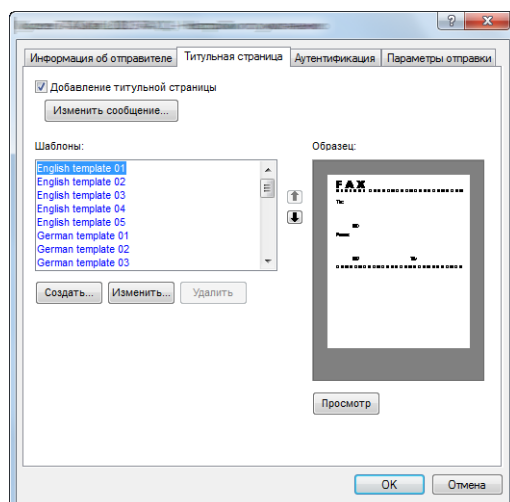 Информация об отправителе
Титульная страница
Аутентификация
Параметры отправки
Добавление титульной страницы
Изменить сообщение...
Шаблоны:
Образец:
English template 01
English template 02
English template 03
English template 04
English template 05
German template 01
German template 02
German template 03
FAX
To:
From:
Создать...
Изменить...
Удалить
Просмотр
OK
Отмена